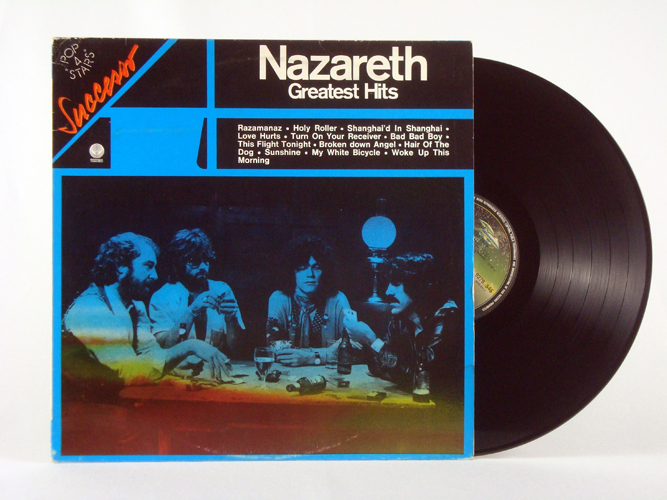 POP
4
STARS
Successo
Nazareth
Greatest Hits
Razamanaz • Holy Roller • Shanghai'd In Shanghai •
Love Hurts • Turn On Your Receiver • Bad Bad Boy •
This Flight Tonight • Broken down Angel • Hair Of The
Dog • Sunshine • My White Bicycle • Woke Up This
Morning